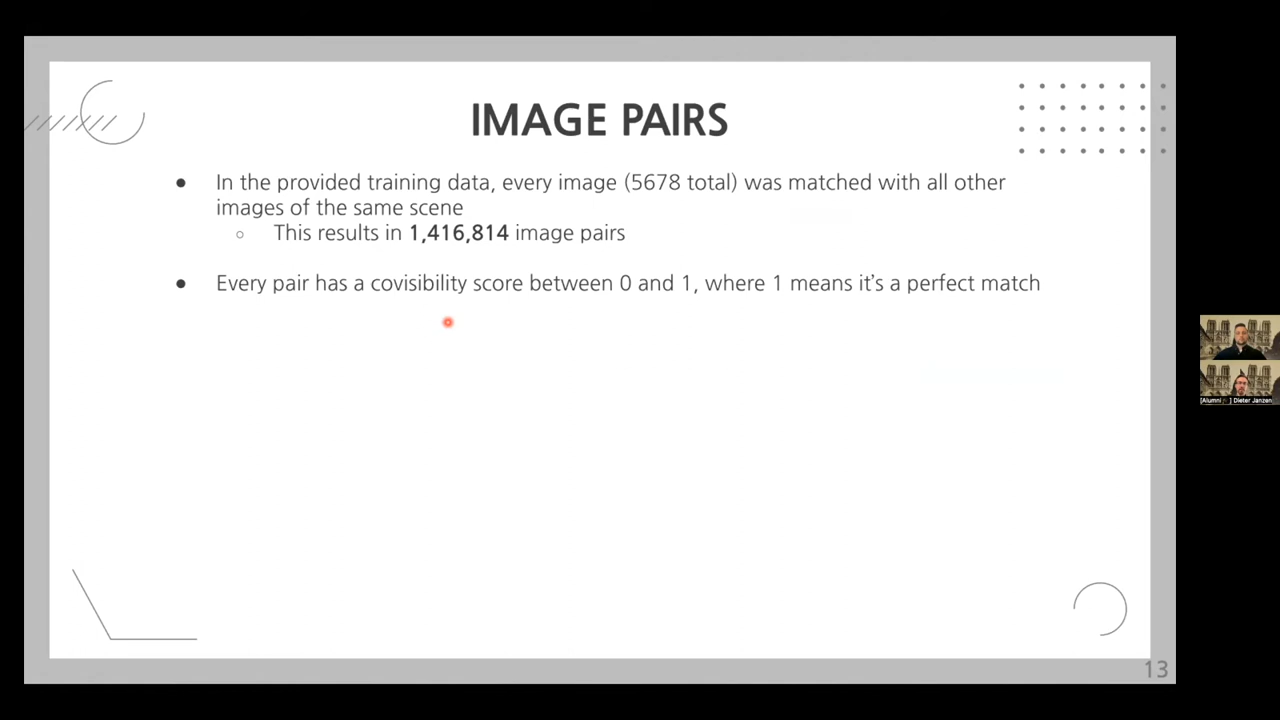 IMAGE PAIRS
● In the provided training data, every image (5678 total) was matched with all other
images of the same scene
○ This results in 1,416,814 image pairs
● Every pair has a covisibility score between 0 and 1, where 1 means it's a perfect match
[Alumni ] Dieter Janzen
13